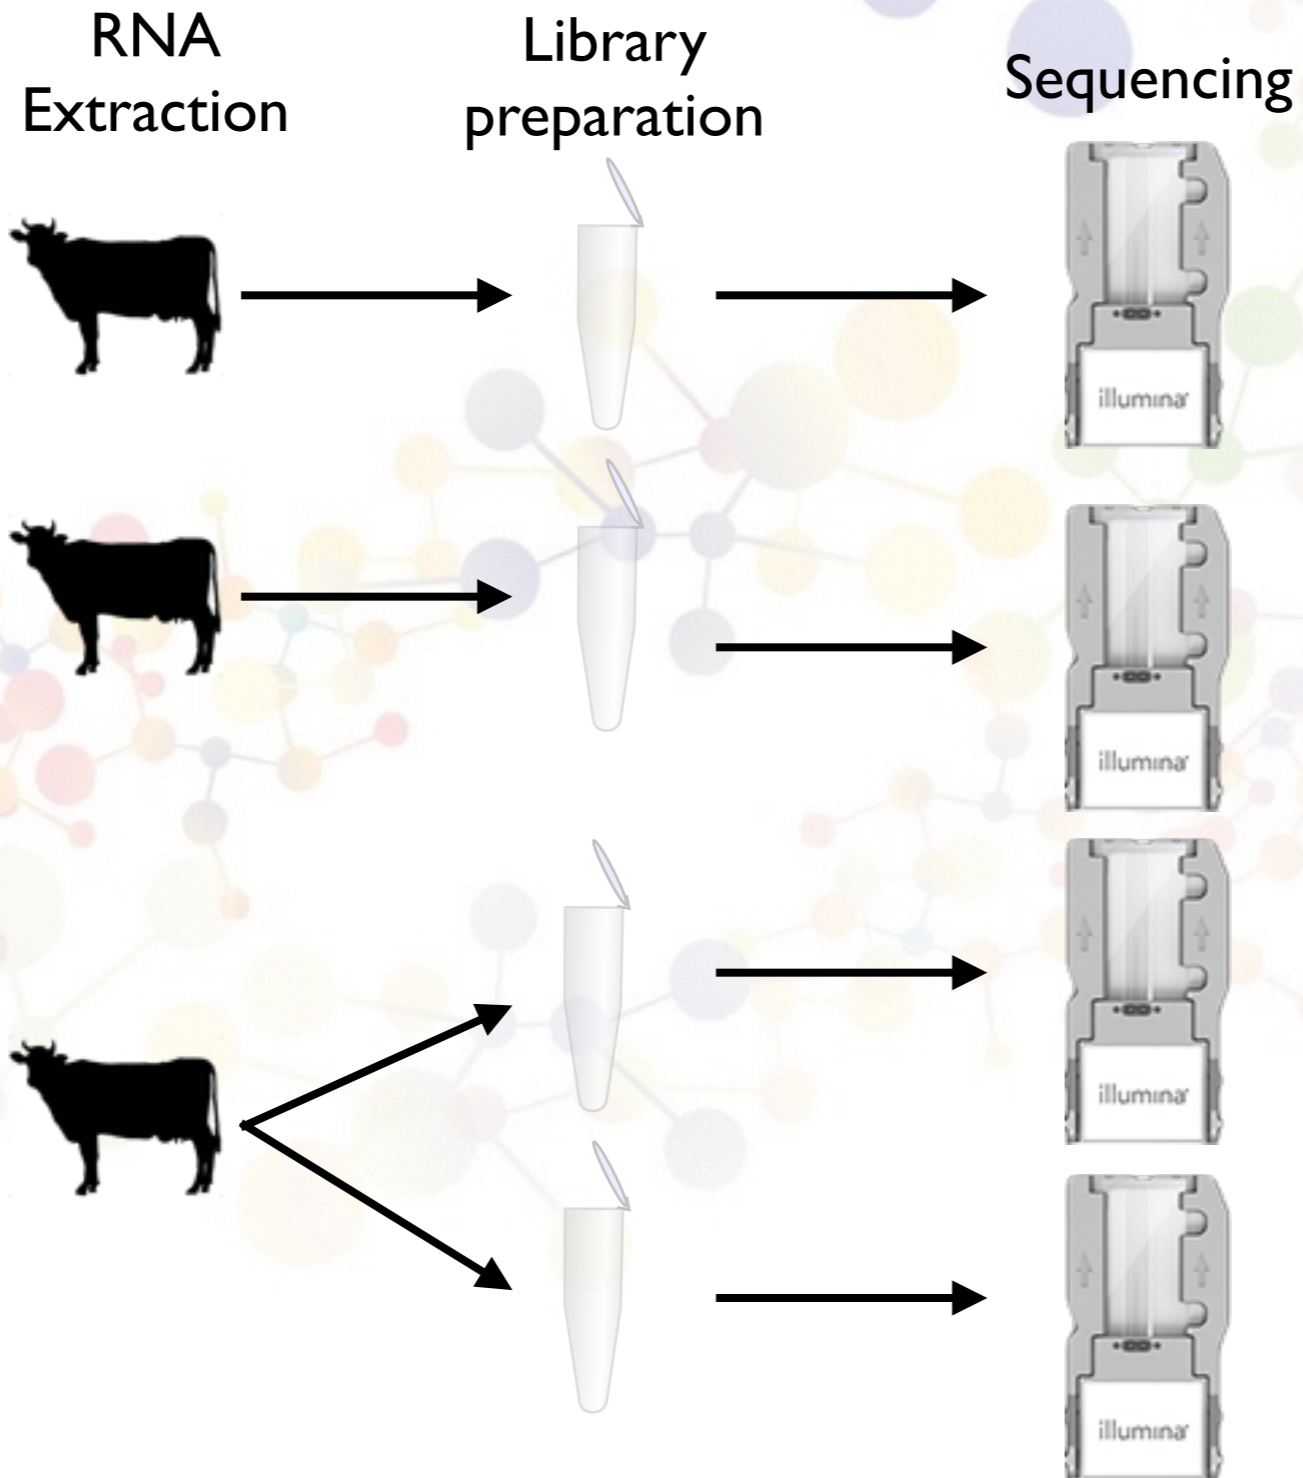 RNA
Extraction
Library
preparation
Sequencing
illumina
illumina
illumina
illumina